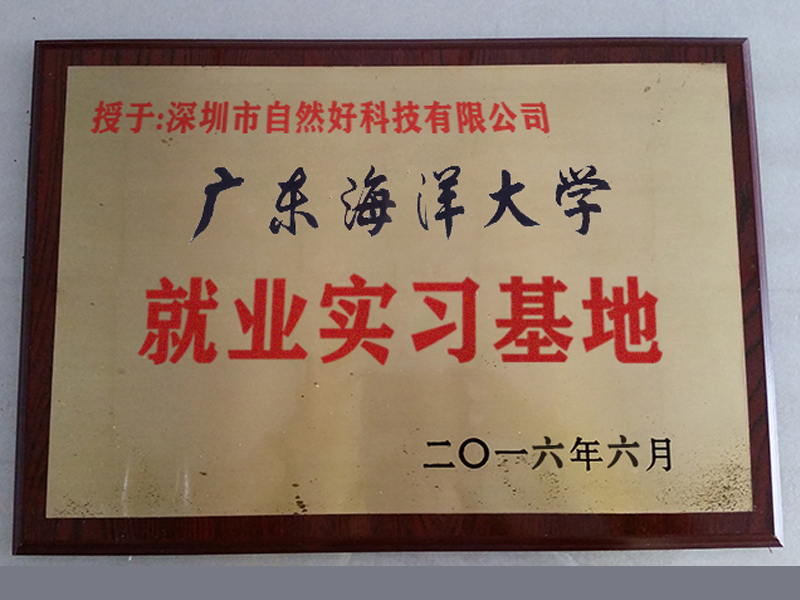 授于:深圳市自然好科技有限公司
广东海洋大学
就业实习基地
二〇一六年六月